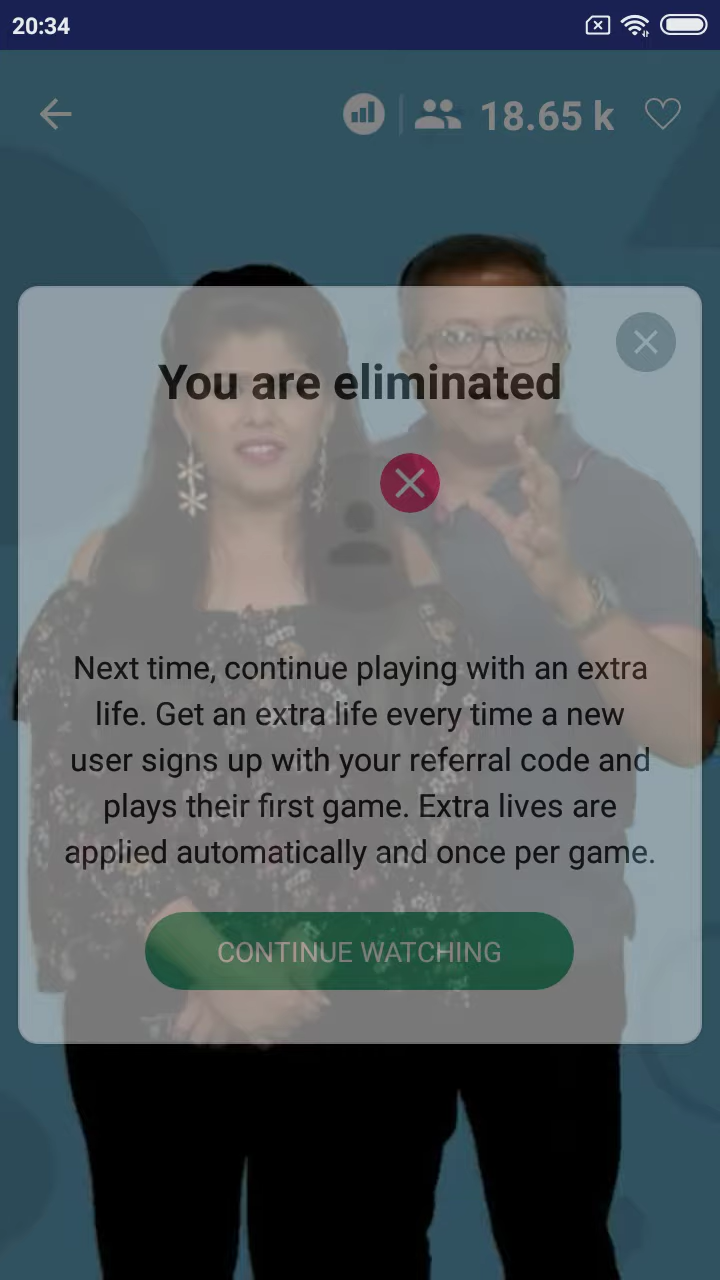 20:34
18.65 k
You are eliminated
Next time, continue playing with an extra
life. Get an extra life every time a new
user signs up with your referral code and
plays their first game. Extra lives are
applied automatically and once per game.
CONTINUE WATCHING